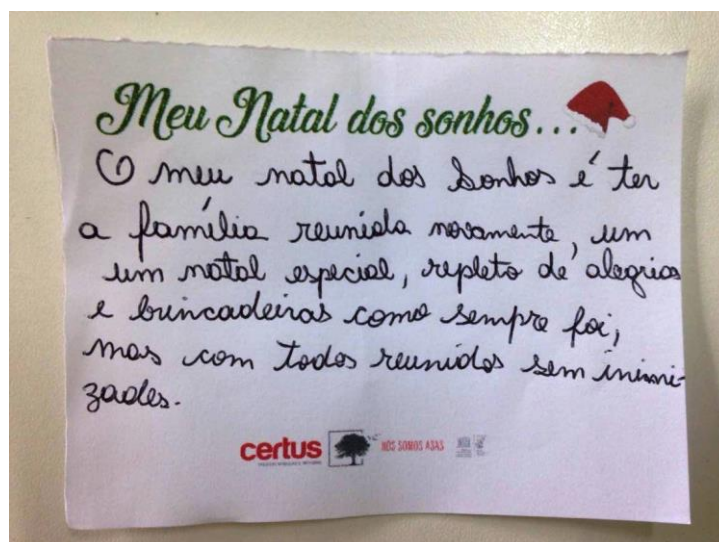 Meu Natal dos sonhos...
O meu natal dos sonhos é ter
a família reunida novamente, um
um natal especial, repleto de alegrias
e brincadeiras como sempre foi,
mas com todos reunidos sem inimi-
zades.
certus
NÓS SOMOS ASAS